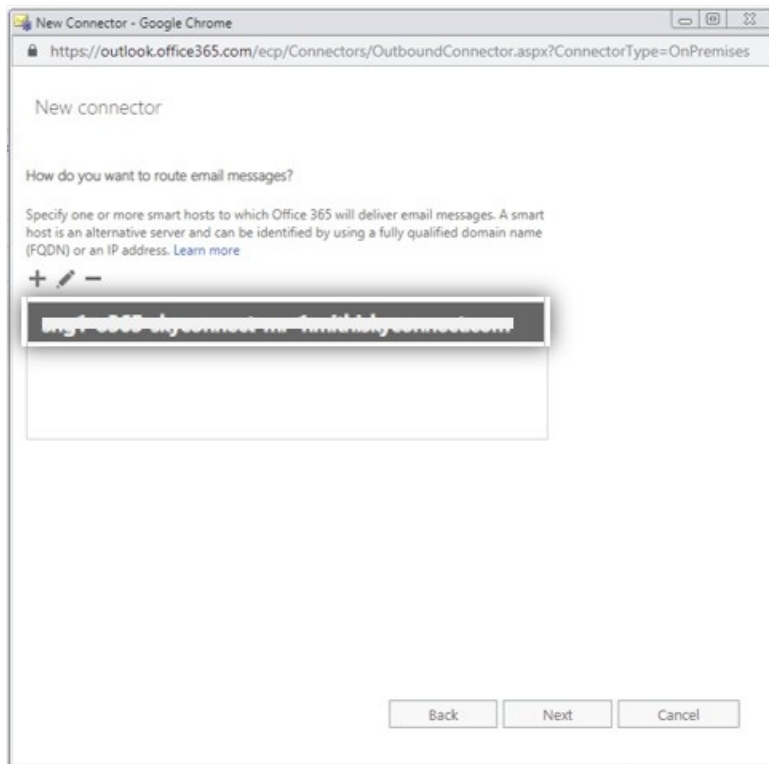 New Connector - Google Chrome
https://outlook.office365.com/ecp/Connectors/OutboundConnector.aspx?ConnectorType=OnPremises
New connector
How do you want to route email messages?
Specify one or more smart hosts to which Office 365 will deliver email messages. A smart
host is an alternative server and can be identified by using a fully qualified domain name
(FQDN) or an IP address. Learn more
Back Next Cancel